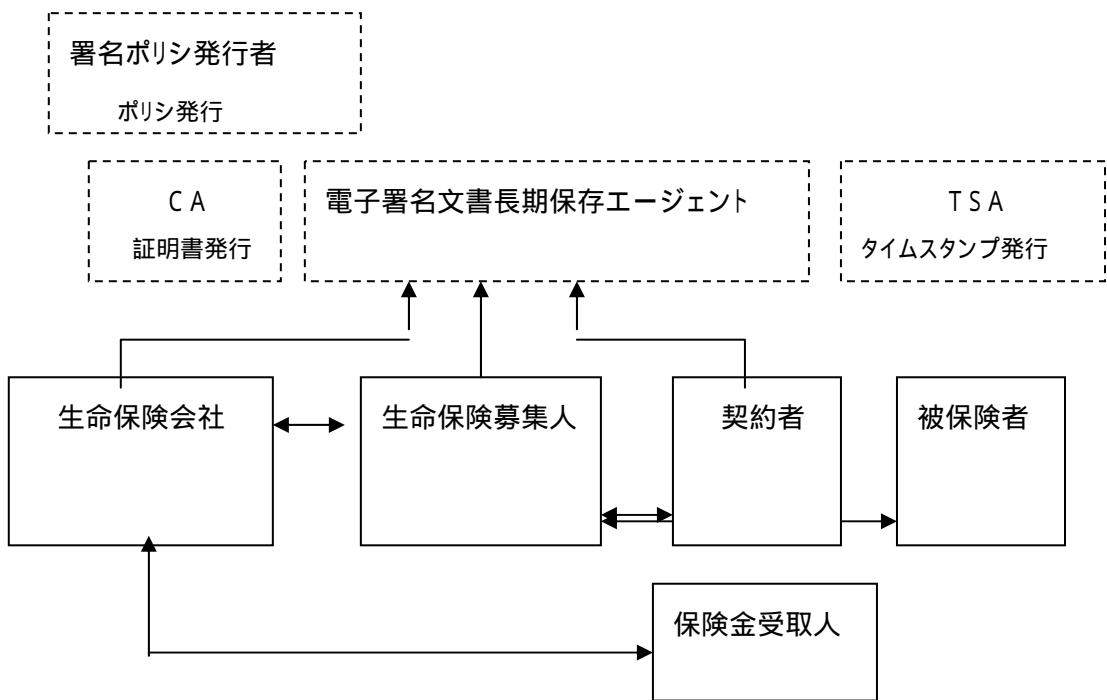 署名ポリシ発行者
ポリシ発行
ＣＡ
証明書発行
電子署名文書長期保存エージェント
ＴＳＡ
タイムスタンプ発行
生命保険会社
生命保険募集人
契約者
被保険者
保険金受取人